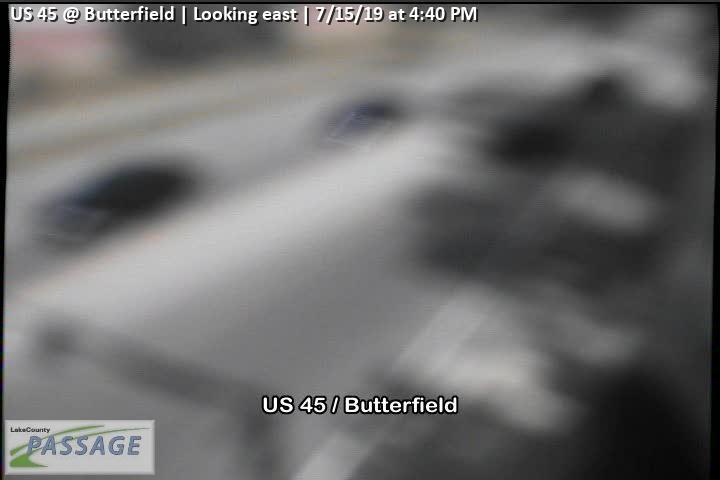 US 45 @ Butterfield | Looking east | 7/15/19 at 4:40 PM
US 45 / Butterfield
LakeCounty
PASSAGE